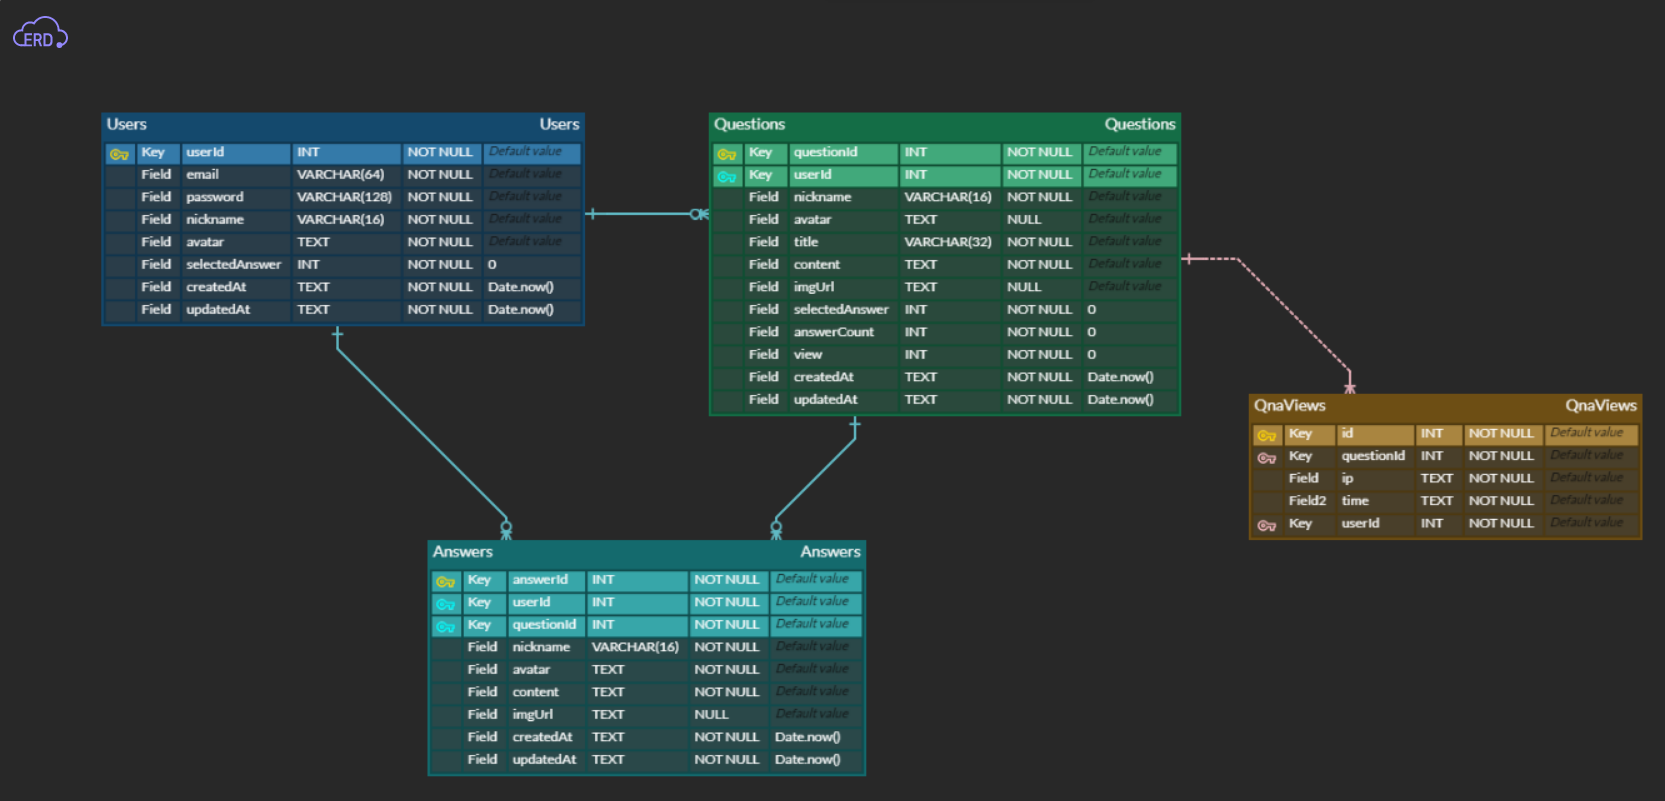 ERD
Users Users
Key userId INT NOT NULL Default value
Field email VARCHAR(64) NOT NULL Default value
Field password VARCHAR(128) NOT NULL Default value
Field nickname VARCHAR(16) NOT NULL Default value
Field avatar TEXT NOT NULL Default value
Field selectedAnswer INT NOT NULL 0
Field createdAt TEXT NOT NULL Date.now()
Field updatedAt TEXT NOT NULL Date.now()
Questions Questions
Key questionId INT NOT NULL Default value
Key userId INT NOT NULL Default value
Field nickname VARCHAR(16) NOT NULL Default value
Field avatar TEXT NULL Default value
Field title VARCHAR(32) NOT NULL Default value
Field content TEXT NOT NULL Default value
Field imgUrl TEXT NULL Default value
Field selectedAnswer INT NOT NULL 0
Field answerCount INT NOT NULL 0
Field view INT NOT NULL 0
Field createdAt TEXT NOT NULL Date.now()
Field updatedAt TEXT NOT NULL Date.now()
QnaViews QnaViews
Key id INT NOT NULL Default value
Key questionId INT NOT NULL Default value
Field ip TEXT NOT NULL Default value
Field2 time TEXT NOT NULL Default value
Key userId INT NOT NULL Default value
Answers Answers
Key answerId INT NOT NULL Default value
Key userId INT NOT NULL Default value
Key questionId INT NOT NULL Default value
Field nickname VARCHAR(16) NOT NULL Default value
Field avatar TEXT NOT NULL Default value
Field content TEXT NOT NULL Default value
Field imgUrl TEXT NULL Default value
Field createdAt TEXT NOT NULL Date.now()
Field updatedAt TEXT NOT NULL Date.now()